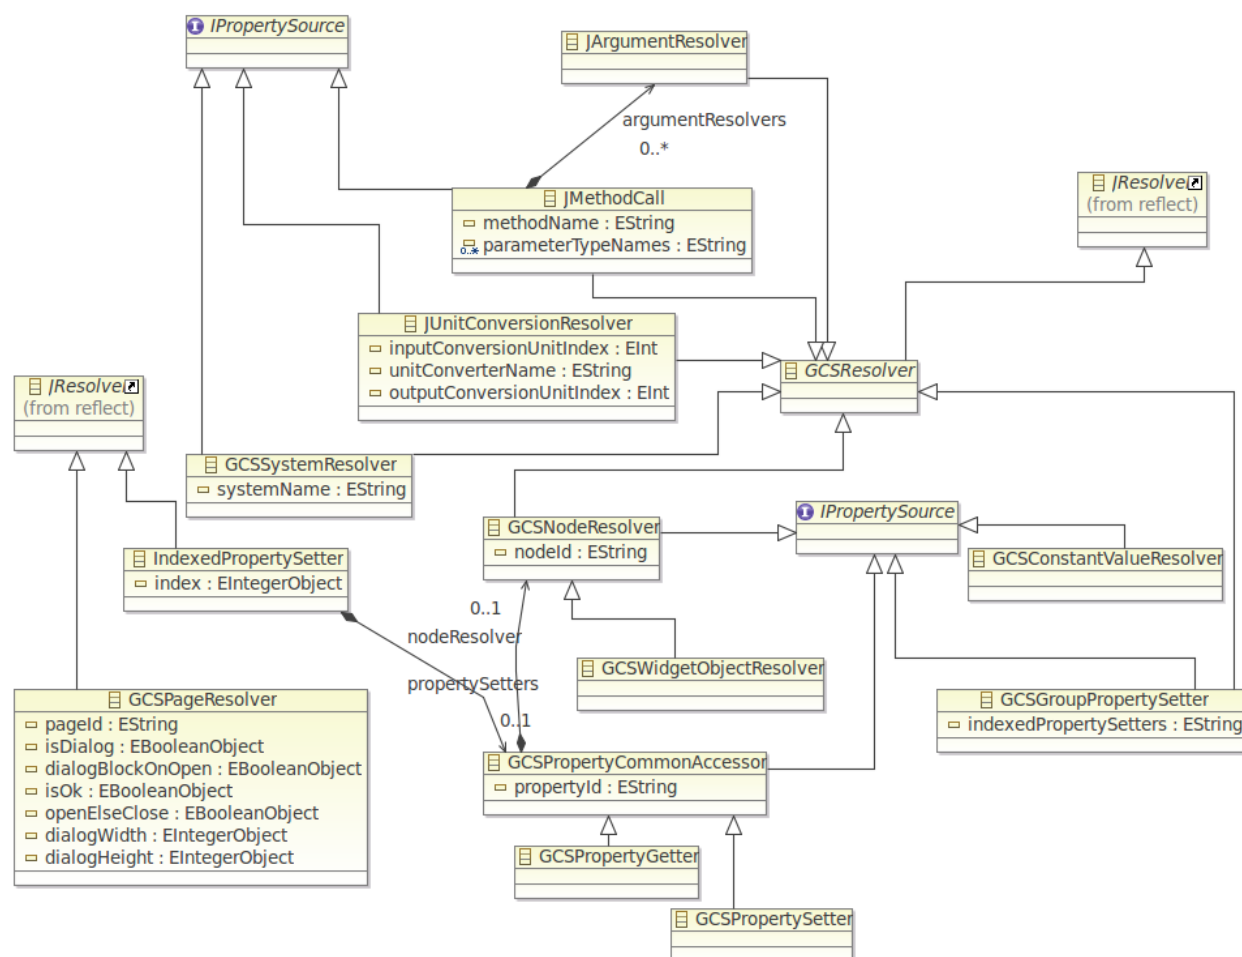 IPropertySource
JArgumentResolver
argumentResolvers
0..*
JResolver
(from reflect)
JMethodCall
methodName : EString
0..* parameterTypeNames : EString
JUnitConversionResolver
inputConversionUnitIndex : EInt
unitConverterName : EString
outputConversionUnitIndex : EInt
GCSResolver
JResolver
(from reflect)
GCSSystemResolver
systemName : EString
IPropertySource
GCSNodeResolver
nodeId : EString
GCSConstantValueResolver
IndexedPropertySetter
index : EIntegerObject
0..1
nodeResolver
GCSWidgetObjectResolver
propertySetters
0..1
GCSPageResolver
pageId : EString
isDialog : EBooleanObject
dialogBlockOnOpen : EBooleanObject
isOk : EBooleanObject
openElseClose : EBooleanObject
dialogWidth : EIntegerObject
dialogHeight : EIntegerObject
GCSGroupPropertySetter
indexedPropertySetters : EString
GCSPropertyCommonAccessor
propertyId : EString
GCSPropertyGetter
GCSPropertySetter